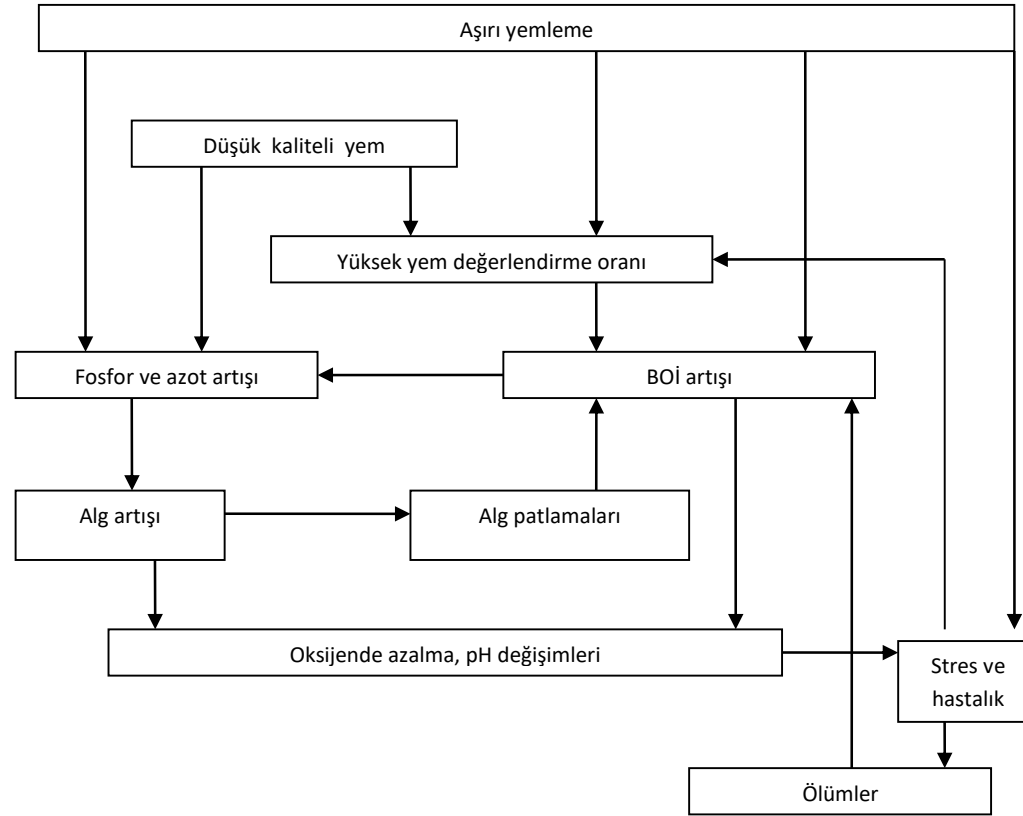 Aşırı yemleme
Düşük kaliteli yem
Yüksek yem değerlendirme oranı
Fosfor ve azot artışı
BOİ artışı
Alg artışı
Alg patlamaları
Oksijende azalma, pH değişimleri
Stres ve
hastalık
Ölümler